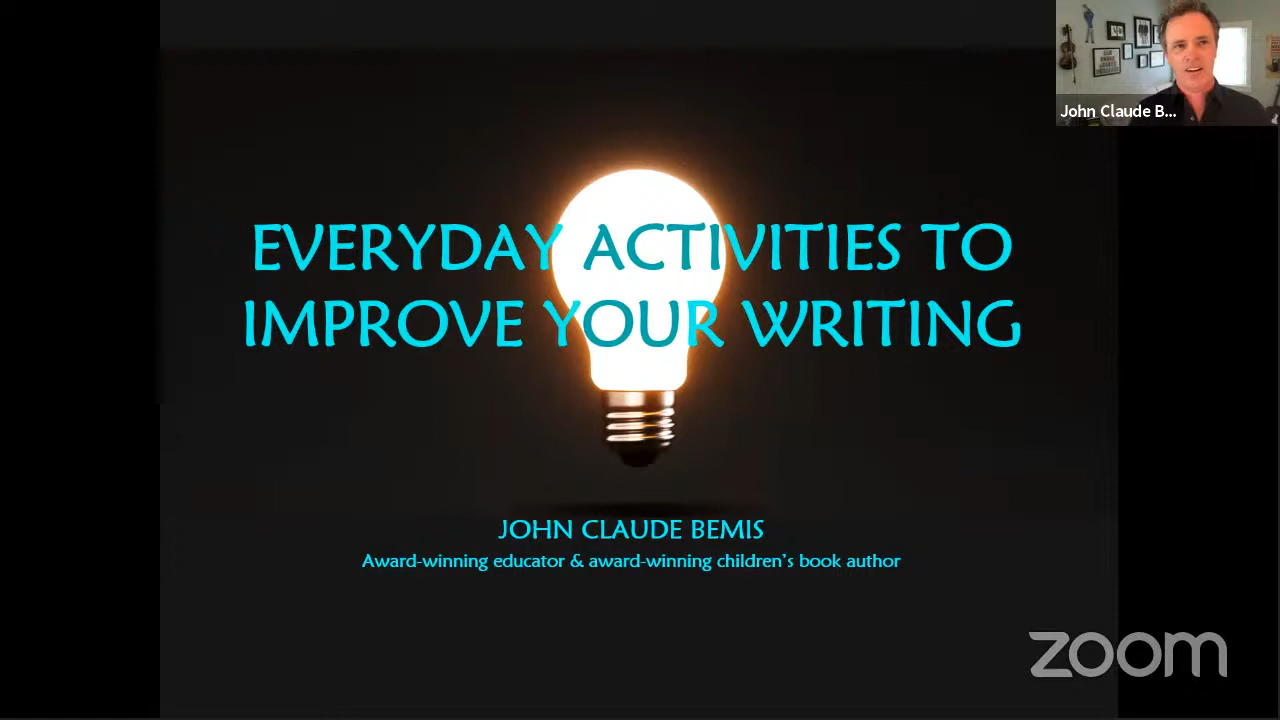 John Claude B...
EVERYDAY ACTIVITIES TO
IMPROVE YOUR WRITING
JOHN CLAUDE BEMIS
Award-winning educator & award-winning children's book author
zoom